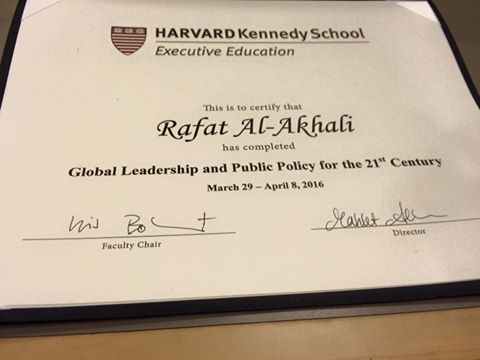 HARVARD Kennedy School
Executive Education
This is to certify that
Rafat Al-Akhali
has completed
Global Leadership and Public Policy for the 21st Century
March 29 – April 8, 2016
Faculty Chair
Director